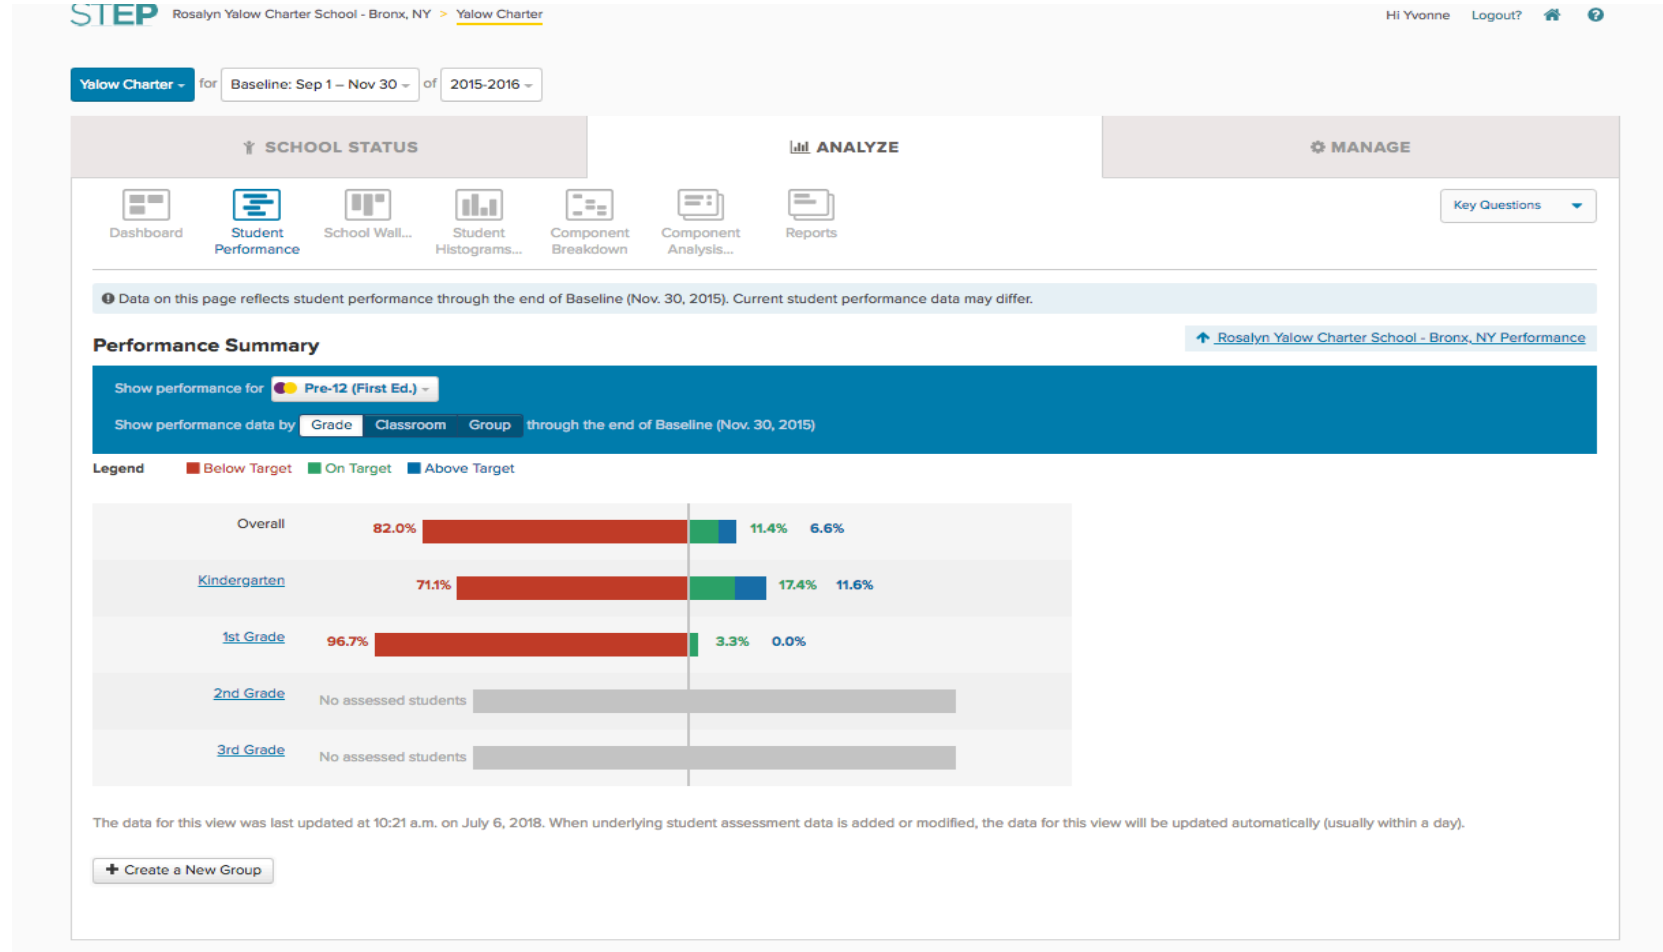 STEP Rosalyn Yalow Charter School - Bronx, NY > Yalow Charter Hi Yvonne Logout?
Yalow Charter for Baseline: Sep 1 – Nov 30 of 2015-2016
SCHOOL STATUS ANALYZE MANAGE
Dashboard Student Performance School Wall... Student Histograms... Component Breakdown Component Analysis... Reports Key Questions
Data on this page reflects student performance through the end of Baseline (Nov. 30, 2015). Current student performance data may differ.
Rosalyn Yalow Charter School - Bronx, NY Performance
Performance Summary
Show performance for Pre-12 (First Ed.)
Show performance data by Grade Classroom Group through the end of Baseline (Nov. 30, 2015)
Legend Below Target On Target Above Target
Overall 82.0% 11.4% 6.6%
Kindergarten 71.1% 17.4% 11.6%
1st Grade 96.7% 3.3% 0.0%
2nd Grade No assessed students
3rd Grade No assessed students
The data for this view was last updated at 10:21 a.m. on July 6, 2018. When underlying student assessment data is added or modified, the data for this view will be updated automatically (usually within a day).
Create a New Group